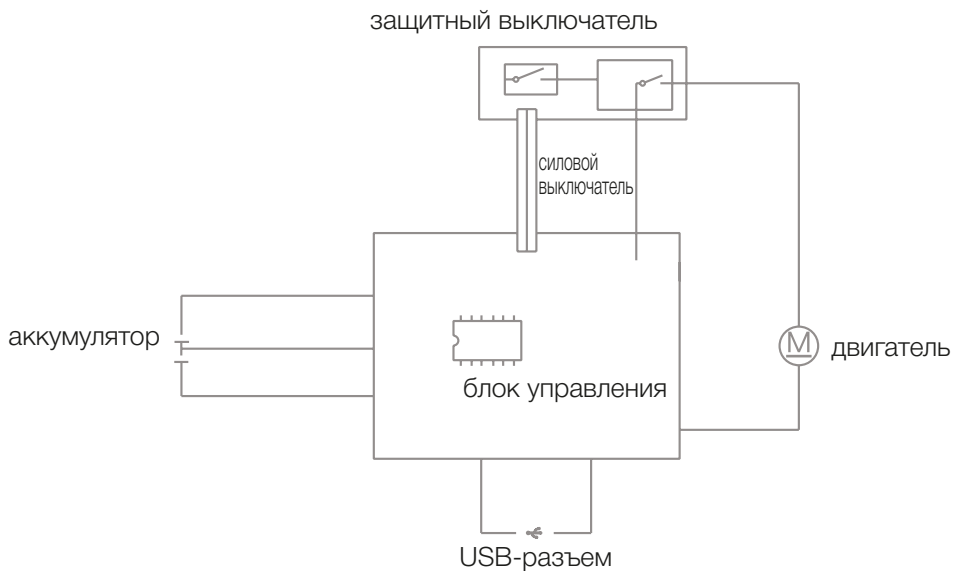 защитный выключатель
силовой
выключатель
аккумулятор
M
двигатель
блок управления
USB-разъем